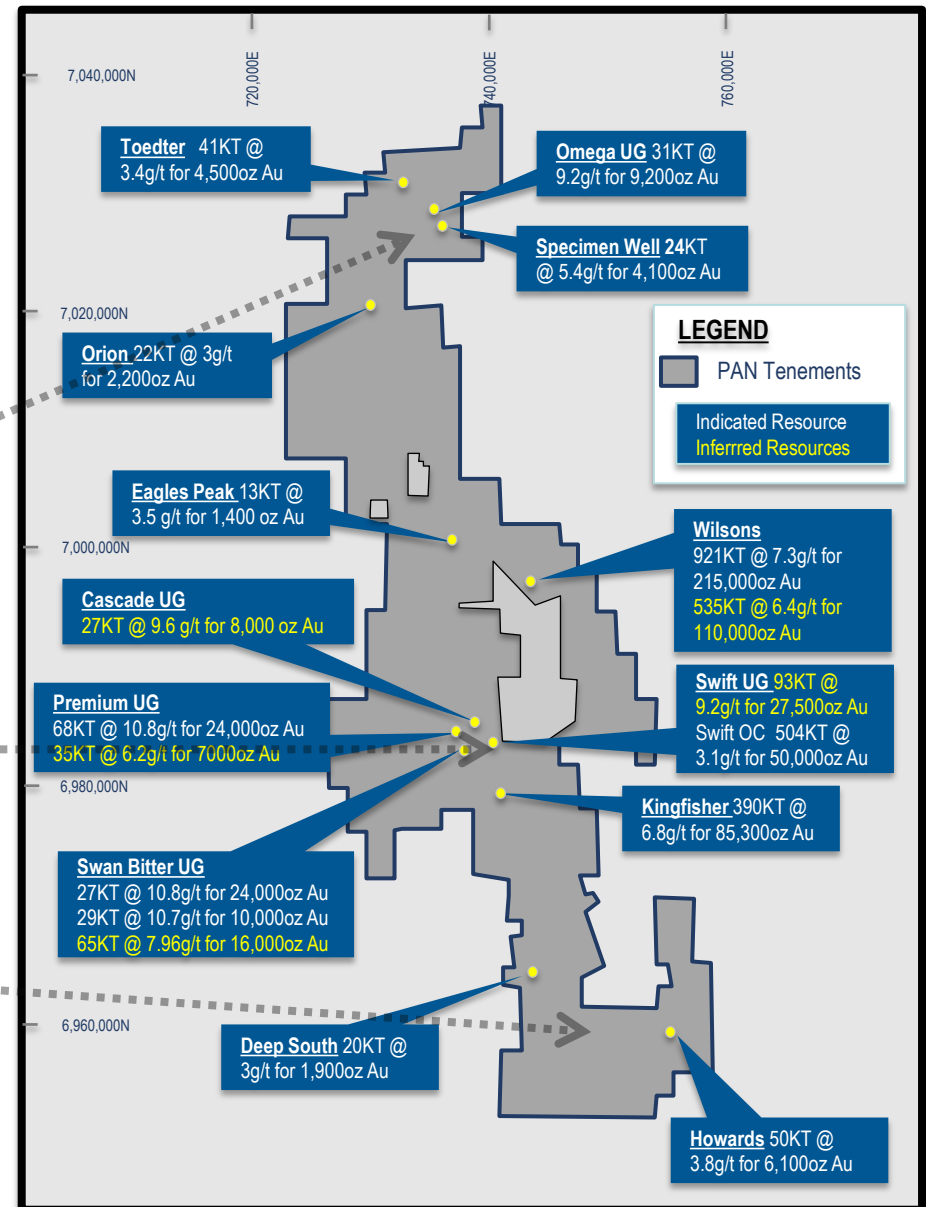 720,000E
740,000E
760,000E
7,040,000N
Toedter 41KT @
3.4g/t for 4,500oz Au
Omega UG 31KT @
9.2g/t for 9,200oz Au
Specimen Well 24KT
@ 5.4g/t for 4,100oz Au
7,020,000N
Orion 22KT @ 3g/t
for 2,200oz Au
LEGEND
PAN Tenements
Indicated Resource
Inferrred Resources
Eagles Peak 13KT @
3.5 g/t for 1,400 oz Au
7,000,000N
Wilsons
921KT @ 7.3g/t for
215,000oz Au
535KT @ 6.4g/t for
110,000oz Au
Cascade UG
27KT @ 9.6 g/t for 8,000 oz Au
Premium UG
68KT @ 10.8g/t for 24,000oz Au
35KT @ 6.2g/t for 7000oz Au
Swift UG 93KT @
9.2g/t for 27,500oz Au
Swift OC 504KT @
3.1g/t for 50,000oz Au
6,980,000N
Kingfisher 390KT @
6.8g/t for 85,300oz Au
Swan Bitter UG
27KT @ 10.8g/t for 24,000oz Au
29KT @ 10.7g/t for 10,000oz Au
65KT @ 7.96g/t for 16,000oz Au
6,960,000N
Deep South 20KT @
3g/t for 1,900oz Au
Howards 50KT @
3.8g/t for 6,100oz Au